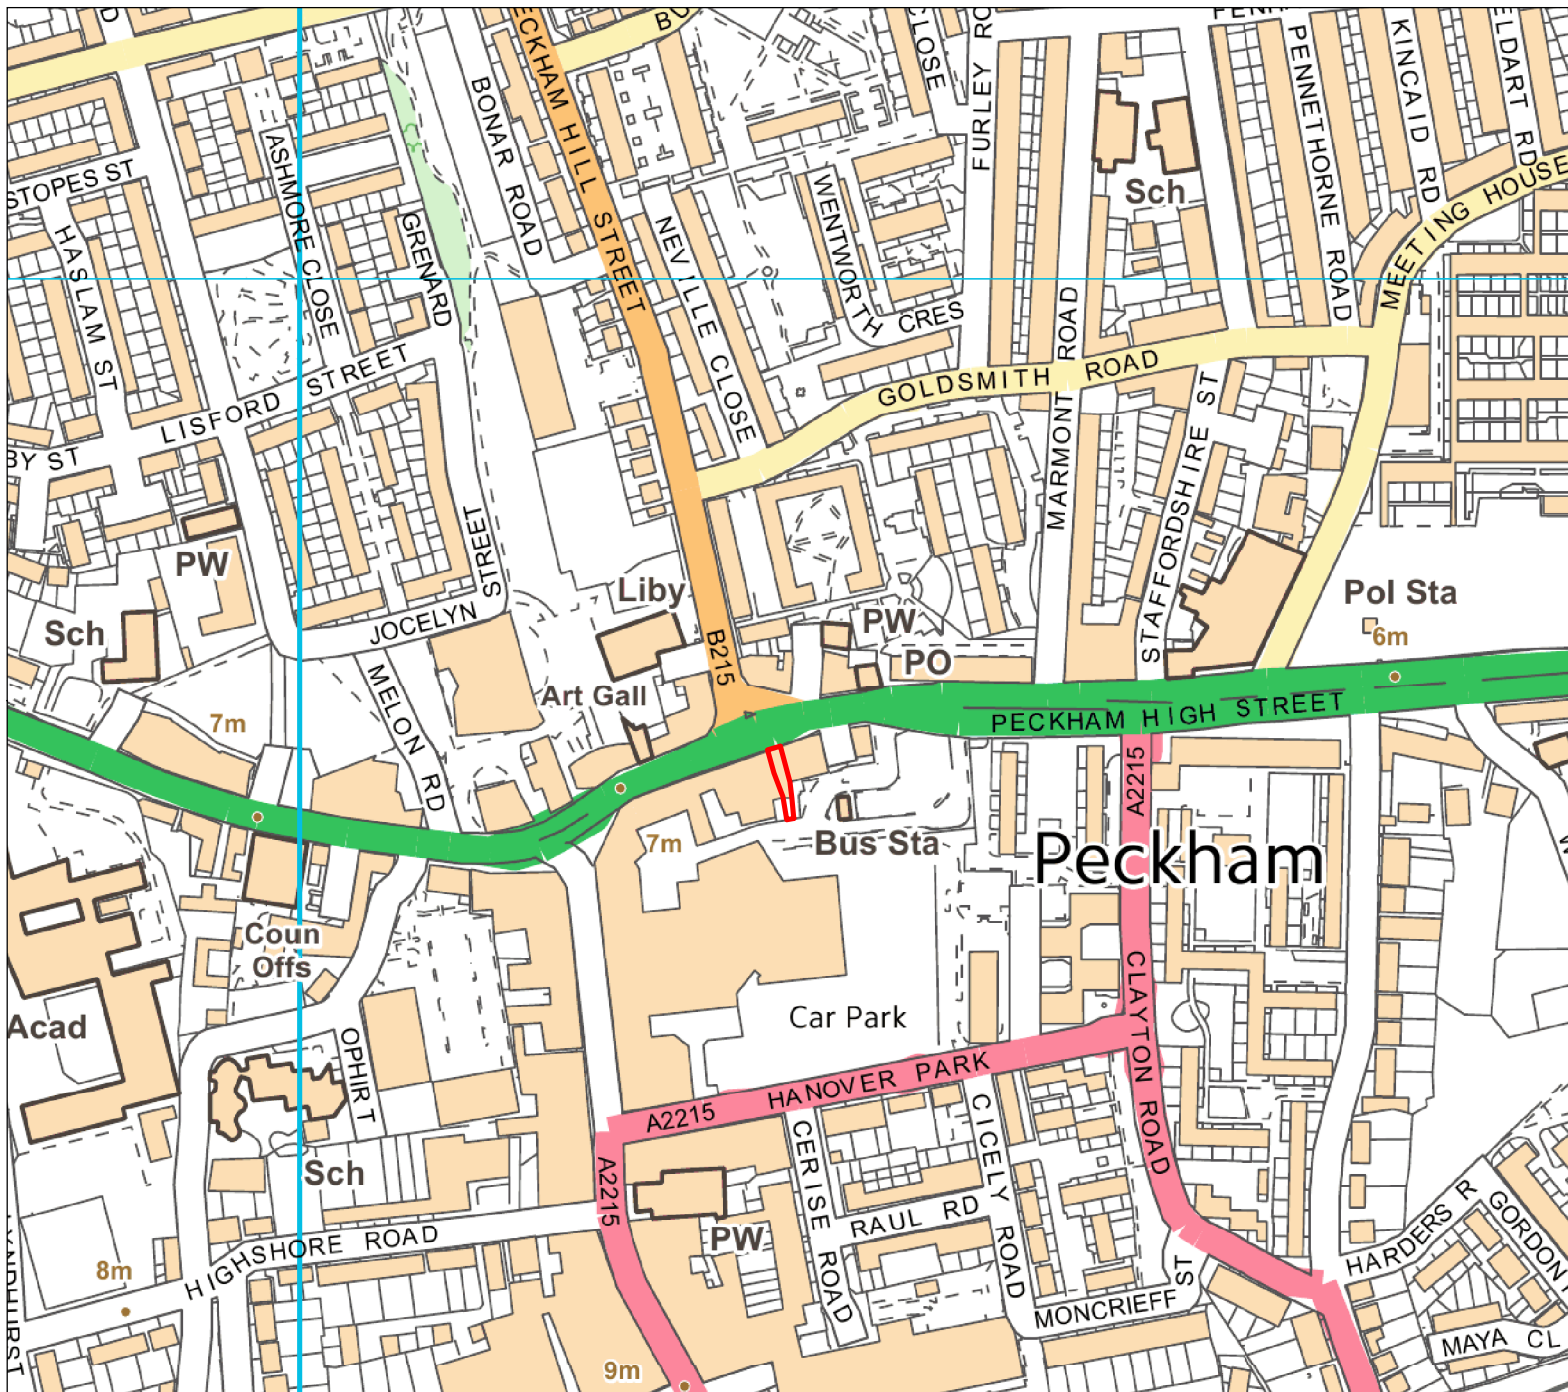 PECKHAM HILL STREET
BONAR ROAD
CLOSE
FURLEY RO
PENNETHORNE ROAD
KINCAID RD
ELDART RD
STOPES ST
ASHMORE CLOSE
HASLAM ST
GRENARD
NEVILLE CLOSE
WENTWORTH CRES
Sch
MEETING HOUSE
LISFORD STREET
GOLDSMITH ROAD
MARMONT ROAD
STAFFORDSHIRE ST
BY ST
PW
STREET
JOCELYN
Liby
B215
PW
PO
Pol Sta
6m
Sch
Art Gall
7m
MELON RD
PECKHAM HIGH STREET
A2215
7m
Bus Sta
Peckham
Coun
Offs
Acad
OPHIR T
Car Park
CLAYTON ROAD
HANOVER PARK
A2215
A2215
Sch
CERISE ROAD
CICELY ROAD
RAUL RD
PW
HIGHSHORE ROAD
8m
MONCRIEFF
ST
HARDERS R
GORDON
MAYA CL
9m